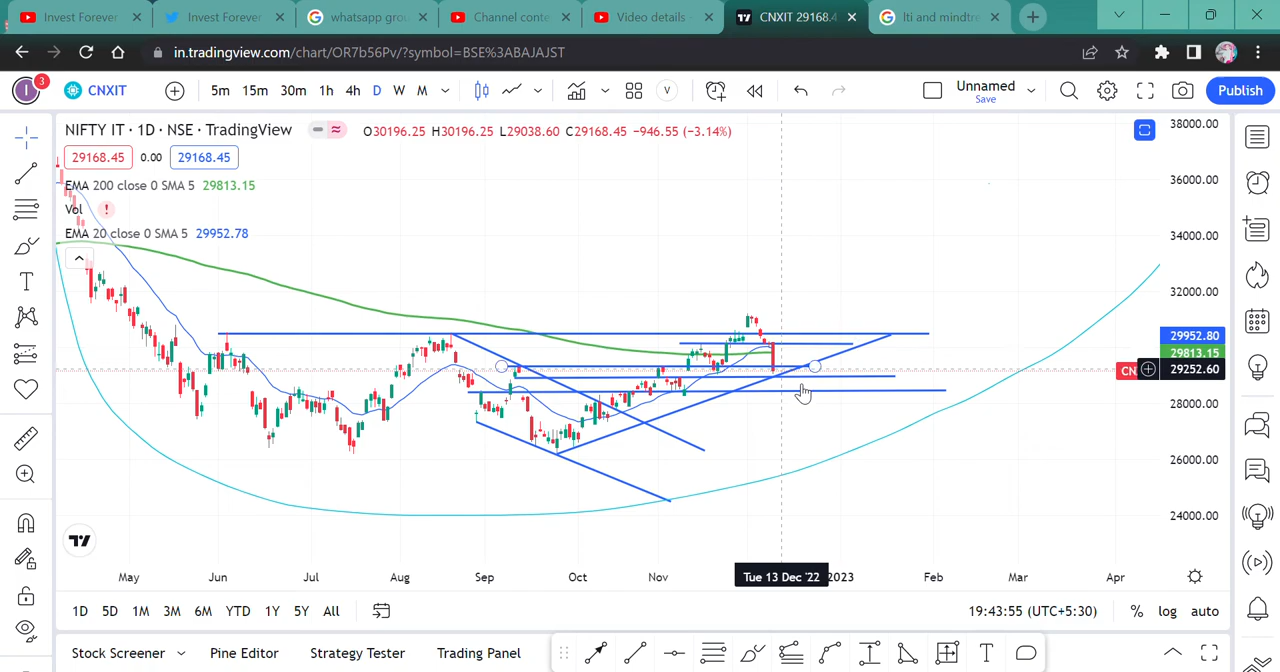 Invest Forever
Invest Forever
whatsapp grou
Channel conte
Video details -
CNXIT 29168.4
lti and mindtr
in.tradingview.com/chart/OR7b56Pv/?symbol=BSE%3ABAJAJST
I 3 CNXIT 5m 15m 30m 1h 4h D W M V Unnamed Save Publish
NIFTY IT · 1D · NSE · TradingView O30196.25 H30196.25 L29038.60 C29168.45 −946.55 (−3.14%)
29168.45 0.00 29168.45
EMA 200 close 0 SMA 5 29813.15
Vol !
EMA 20 close 0 SMA 5 29952.78
38000.00
36000.00
34000.00
32000.00
29952.80
29813.15
CN 29252.60
28000.00
26000.00
24000.00
May Jun Jul Aug Sep Oct Nov Tue 13 Dec '22 2023 Feb Mar Apr
1D 5D 1M 3M 6M YTD 1Y 5Y All 19:43:55 (UTC+5:30) % log auto
Stock Screener Pine Editor Strategy Tester Trading Panel T